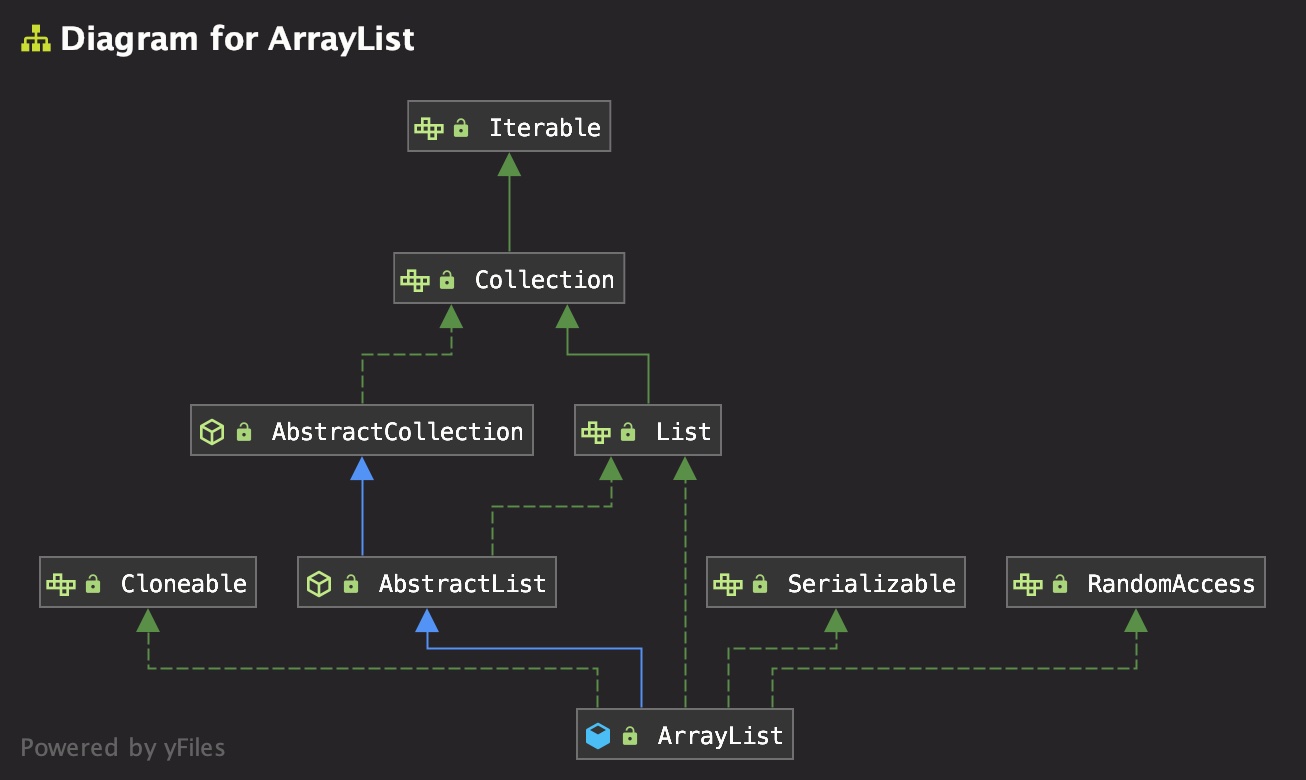 Diagram for ArrayList
Iterable
Collection
AbstractCollection
List
Cloneable
AbstractList
Serializable
RandomAccess
ArrayList
Powered by yFiles